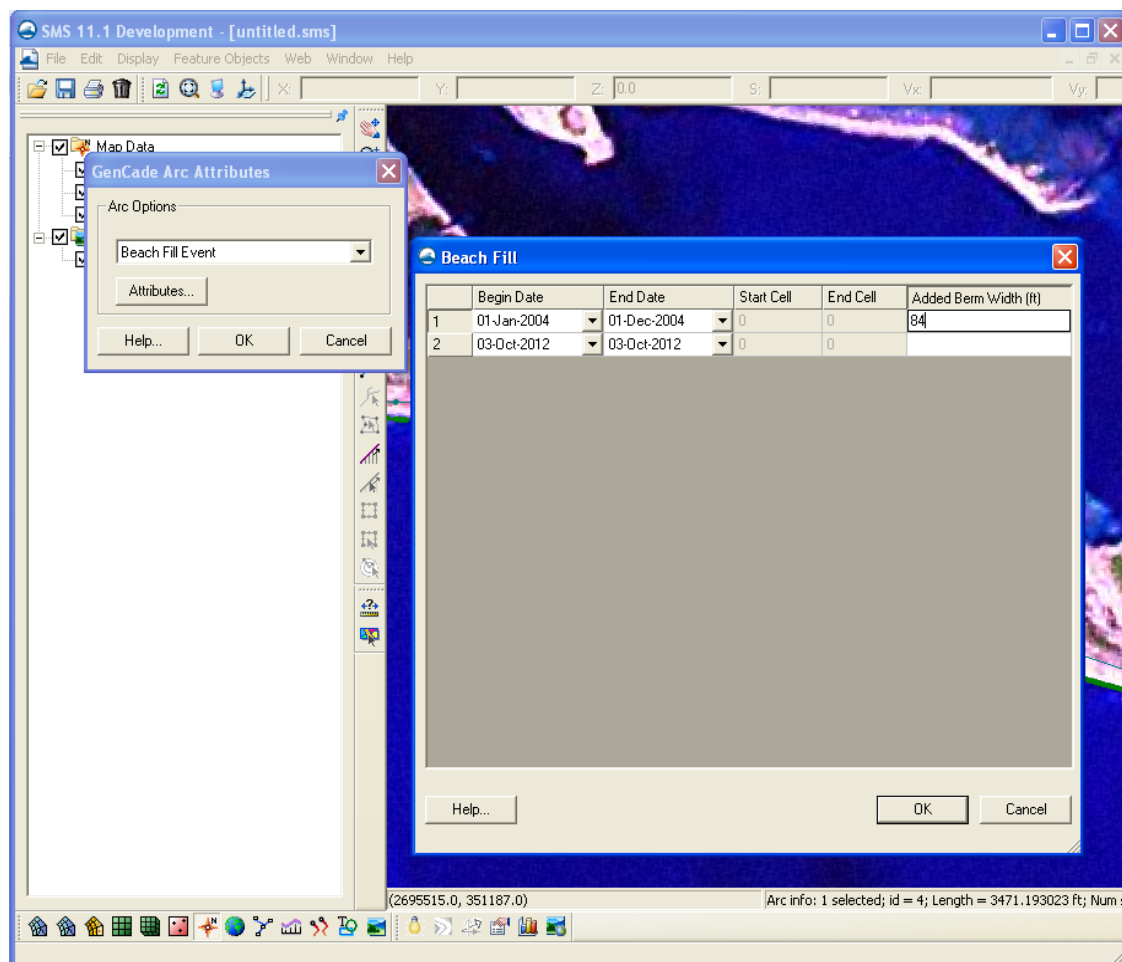 SMS 11.1 Development - [untitled.sms]
File Edit Display Feature Objects Web Window Help
X: Y: Z: 0.0 S: Vx: Vy:
Map Data
GenCade Arc Attributes
Arc Options
Beach Fill Event
Attributes...
Help... OK Cancel
Beach Fill
Begin Date End Date Start Cell End Cell Added Berm Width (ft)
1 01-Jan-2004 01-Dec-2004 0 0 84
2 03-Oct-2012 03-Oct-2012 0 0
Help... OK Cancel
(2695515.0, 351187.0) Arc info: 1 selected; id = 4; Length = 3471.193023 ft; Num